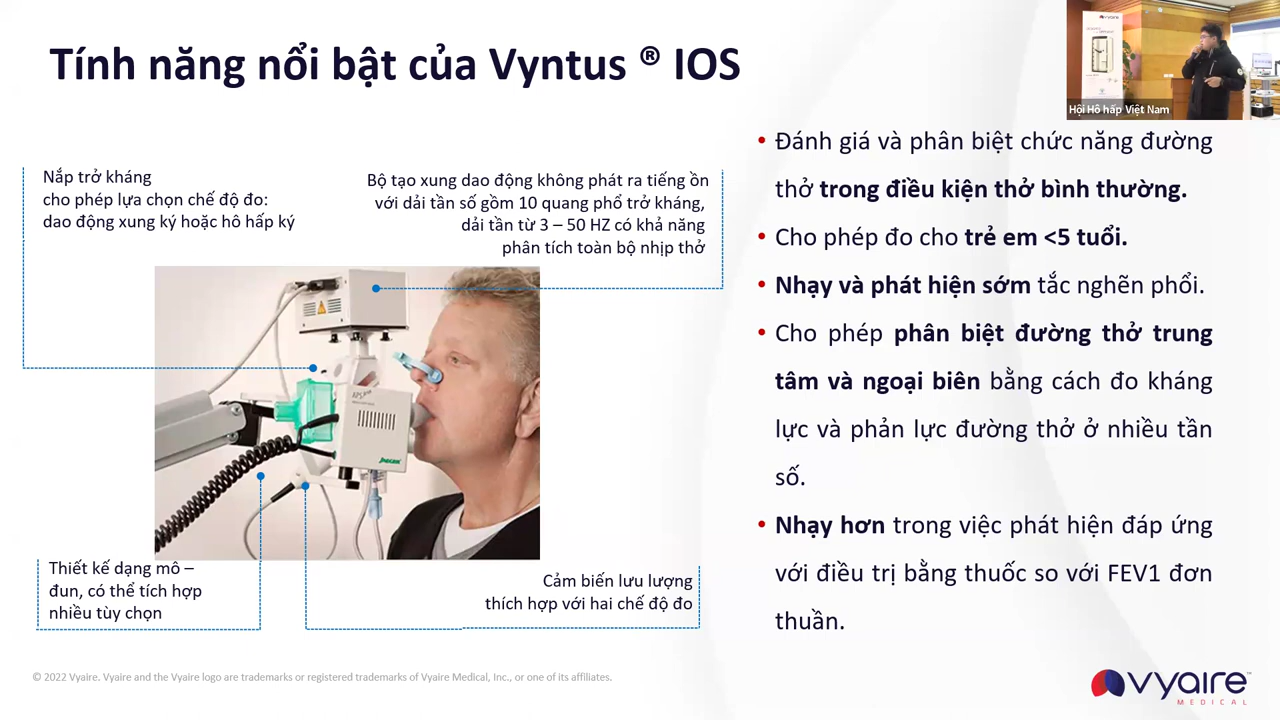 Tính năng nổi bật của Vyntus ® IOS
vyaire
Hội Hô hấp Việt Nam
Nắp trở kháng
cho phép lựa chọn chế độ đo:
dao động xung ký hoặc hô hấp ký
Bộ tạo xung dao động không phát ra tiếng ồn
với dải tần số gồm 10 quang phổ trở kháng,
dải tần từ 3 – 50 HZ có khả năng
phân tích toàn bộ nhịp thở
JAEGER
Thiết kế dạng mô –
đun, có thể tích hợp
nhiều tùy chọn
Cảm biến lưu lượng
thích hợp với hai chế độ đo
• Đánh giá và phân biệt chức năng đường
thở trong điều kiện thở bình thường.
• Cho phép đo cho trẻ em <5 tuổi.
• Nhạy và phát hiện sớm tắc nghẽn phổi.
• Cho phép phân biệt đường thở trung
tâm và ngoại biên bằng cách đo kháng
lực và phản lực đường thở ở nhiều tần
số.
• Nhạy hơn trong việc phát hiện đáp ứng
với điều trị bằng thuốc so với FEV1 đơn
thuần.
© 2022 Vyaire. Vyaire and the Vyaire logo are trademarks or registered trademarks of Vyaire Medical, Inc., or one of its affiliates.
vyaire™
MEDICAL